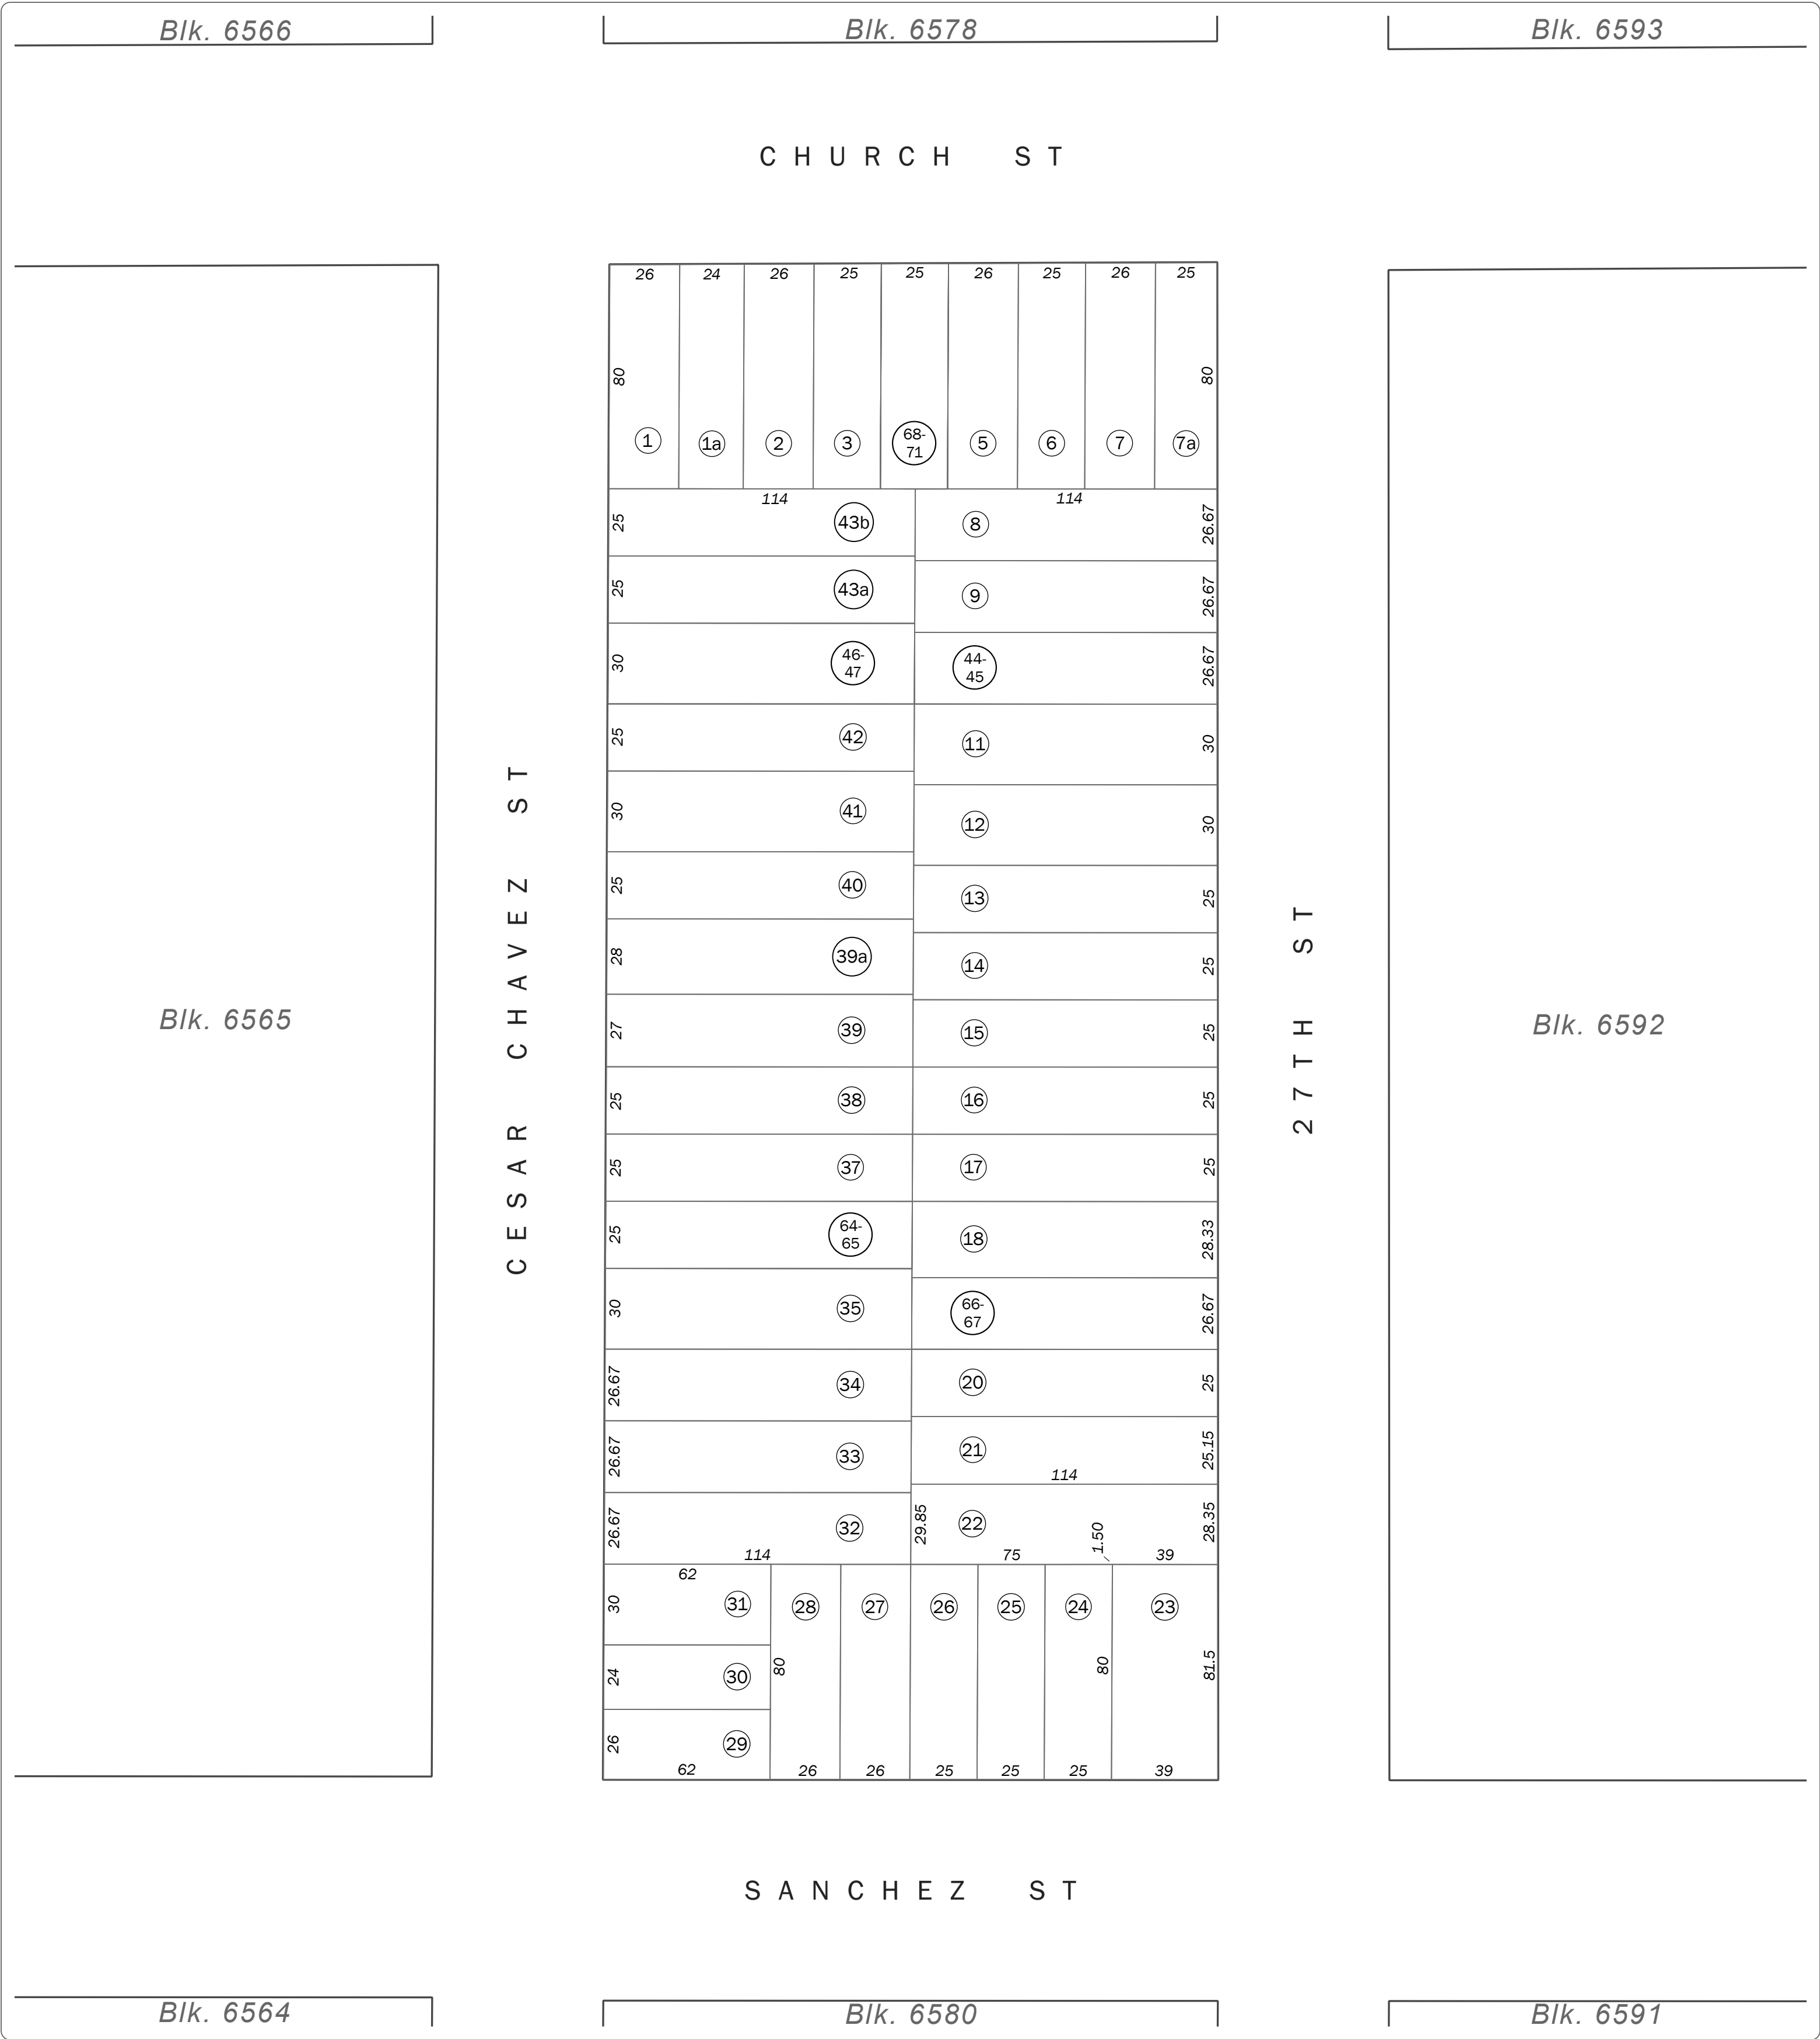 Blk. 6566
Blk. 6578
Blk. 6593
CHURCH ST
26 24 26 25 25 26 25 26 25
80 80
1 1a 2 3 68-71 5 6 7 7a
114 114
25 43b 8 26.67
25 43a 9 26.67
30 46-47 44-45 26.67
25 42 11 30
30 41 12 30
25 40 13 25
28 39a 14 25
27 39 15 25
25 38 16 25
25 37 17 25
25 64-65 18 28.33
30 35 66-67 26.67
26.67 34 20 25
26.67 33 21 25.15
114
26.67 32 29.85 22 1.50 28.35
114 75 39
62
30 31 28 27 26 25 24 23
24 30 80 80 81.5
26 29
62 26 26 25 25 25 39
CESAR CHAVEZ ST
27TH ST
Blk. 6565
Blk. 6592
SANCHEZ ST
Blk. 6564
Blk. 6580
Blk. 6591